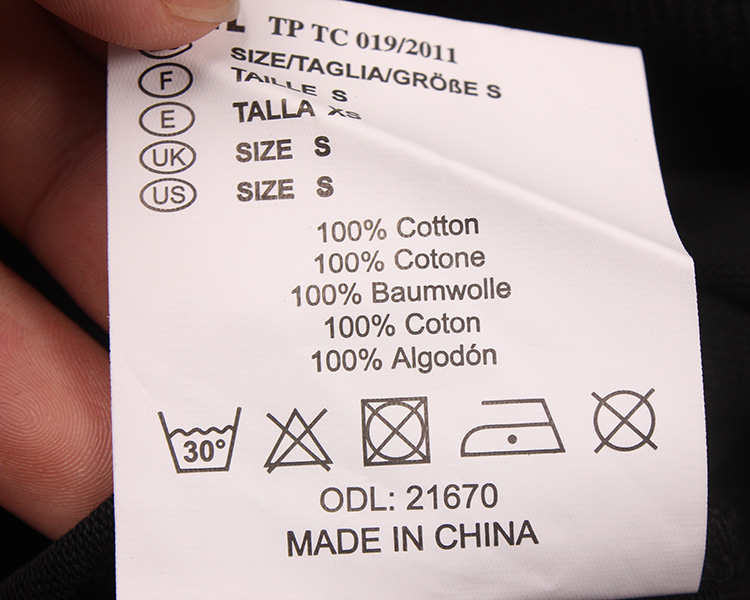 TP TC 019/2011
SIZE/TAGLIA/GRÖßE S
F TAILLE S
E TALLA XS
UK SIZE S
US SIZE S
100% Cotton
100% Cotone
100% Baumwolle
100% Coton
100% Algodón
30°
ODL: 21670
MADE IN CHINA